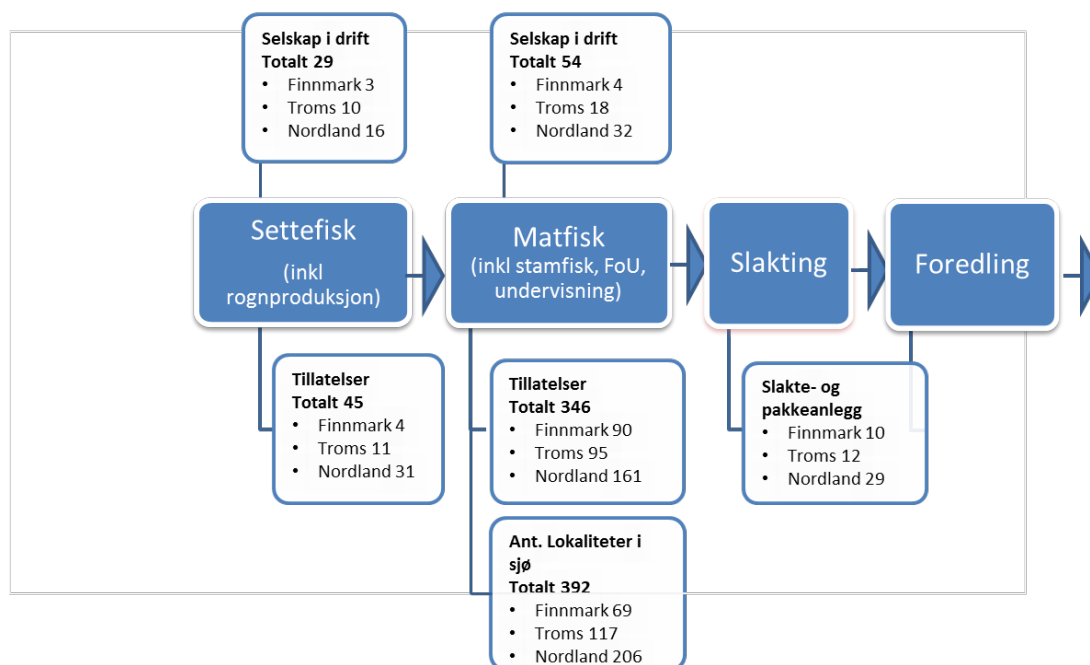 Selskap i drift
Totalt 29
• Finnmark 3
• Troms 10
• Nordland 16
Selskap i drift
Totalt 54
• Finnmark 4
• Troms 18
• Nordland 32
Settefisk
(inkl
rognproduksjon)
Matfisk
(inkl stamfisk, FoU,
undervisning)
Slakting
Foredling
Tillatelser
Totalt 45
• Finnmark 4
• Troms 11
• Nordland 31
Tillatelser
Totalt 346
• Finnmark 90
• Troms 95
• Nordland 161
Slakte- og
pakkeanlegg
• Finnmark 10
• Troms 12
• Nordland 29
Ant. Lokaliteter i
sjø
Totalt 392
• Finnmark 69
• Troms 117
• Nordland 206